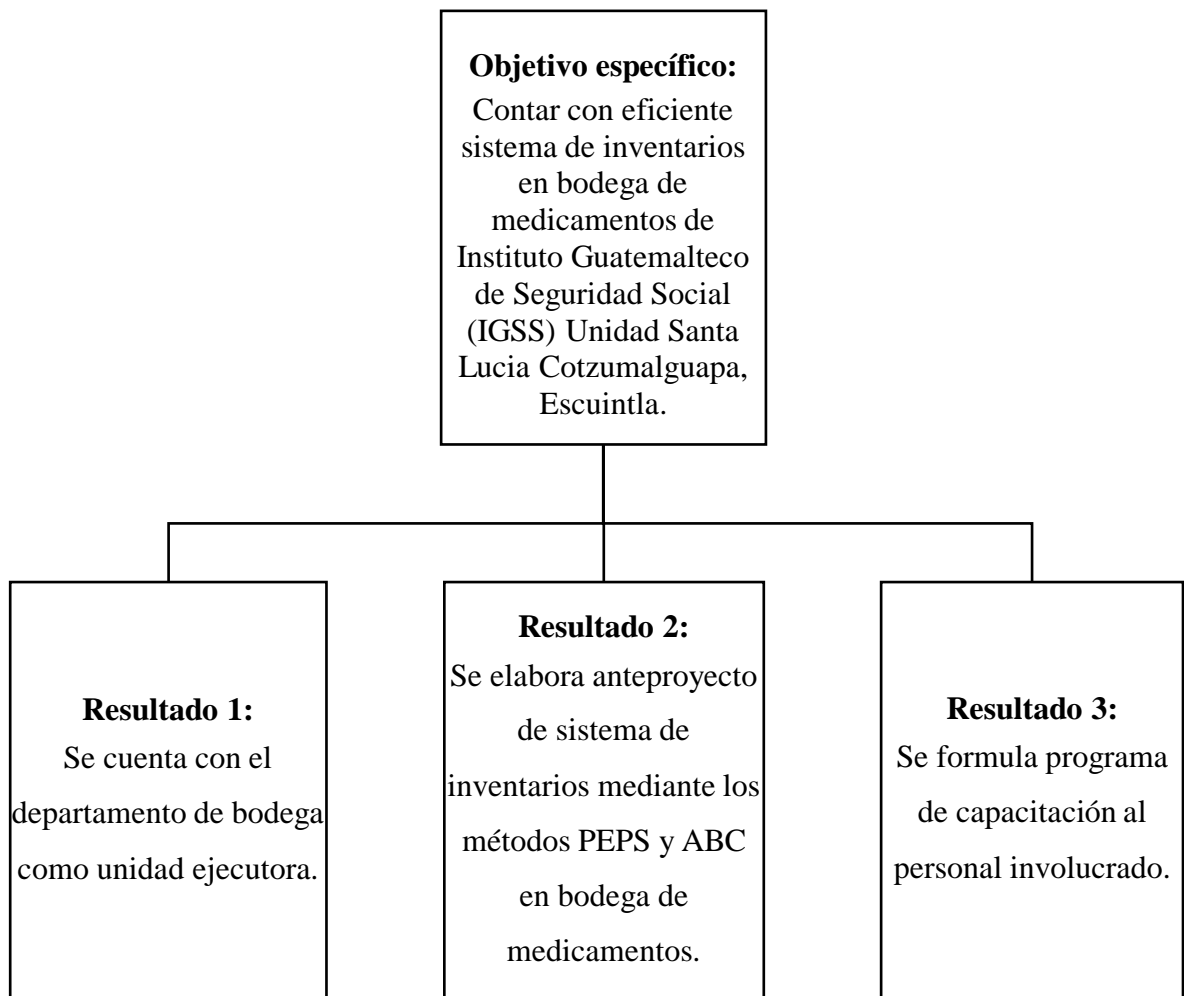 Objetivo específico:
Contar con eficiente
sistema de inventarios
en bodega de
medicamentos de
Instituto Guatemalteco
de Seguridad Social
(IGSS) Unidad Santa
Lucia Cotzumalguapa,
Escuintla.
Resultado 1:
Se cuenta con el
departamento de bodega
como unidad ejecutora.
Resultado 2:
Se elabora anteproyecto
de sistema de
inventarios mediante los
métodos PEPS y ABC
en bodega de
medicamentos.
Resultado 3:
Se formula programa
de capacitación al
personal involucrado.